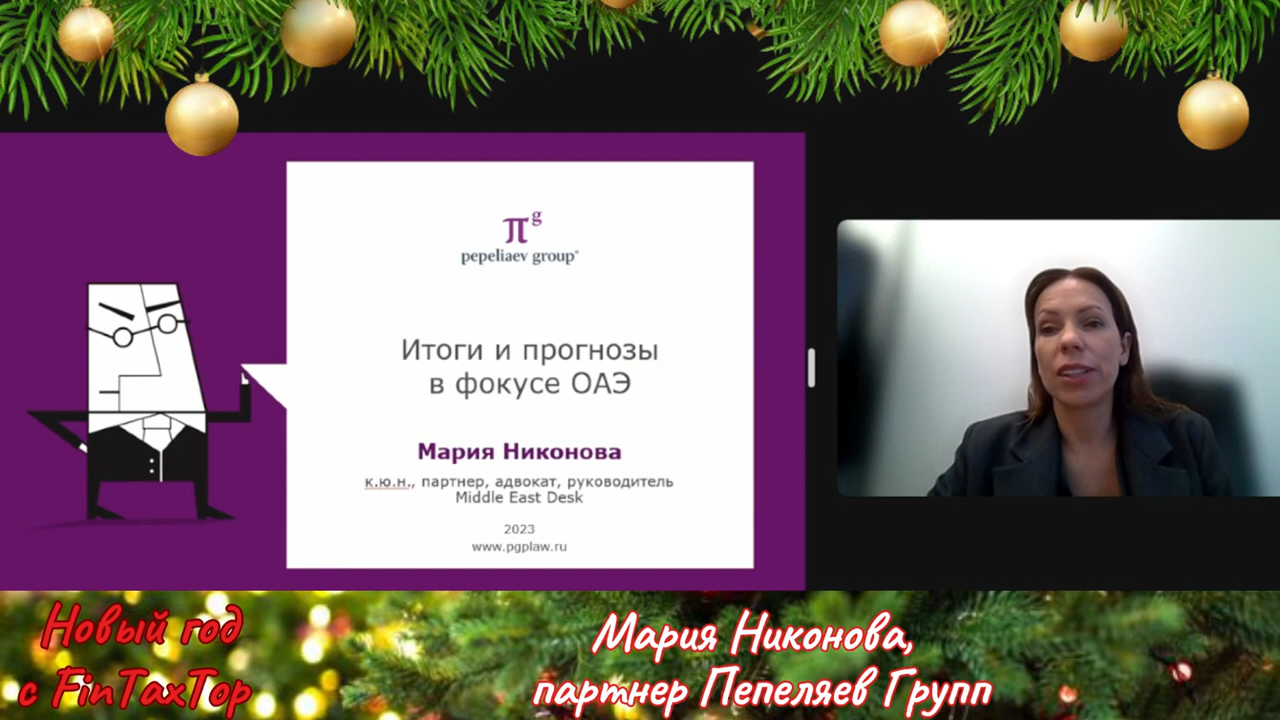 πg
pepeliaev group®
Итоги и прогнозы
в фокусе ОАЭ
Мария Никонова
к.ю.н., партнер, адвокат, руководитель
Middle East Desk
2023
www.pgplaw.ru
Новый год
с FinTaxTop
Мария Никонова,
партнер Пепеляев Групп